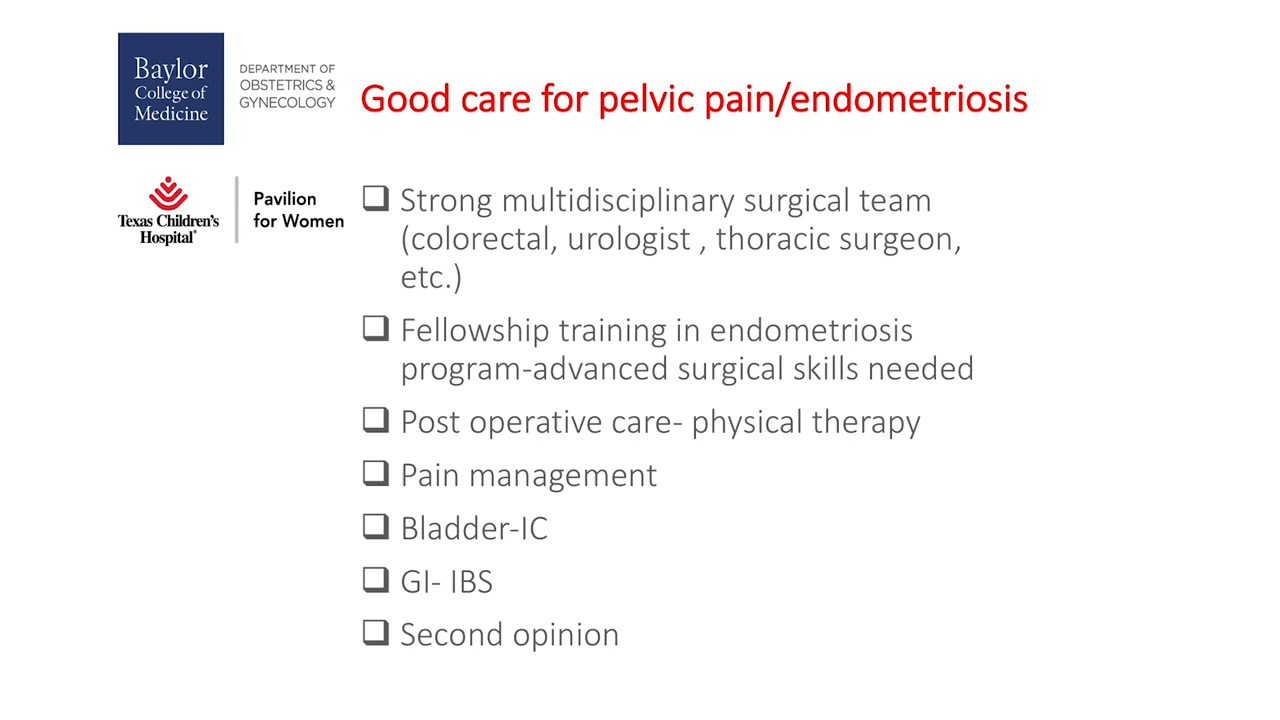 Baylor
College of
Medicine
DEPARTMENT OF
OBSTETRICS &
GYNECOLOGY
Good care for pelvic pain/endometriosis
Texas Children's
Hospital®
Pavilion
for Women
Strong multidisciplinary surgical team
(colorectal, urologist , thoracic surgeon,
etc.)
Fellowship training in endometriosis
program-advanced surgical skills needed
Post operative care- physical therapy
Pain management
Bladder-IC
GI- IBS
Second opinion